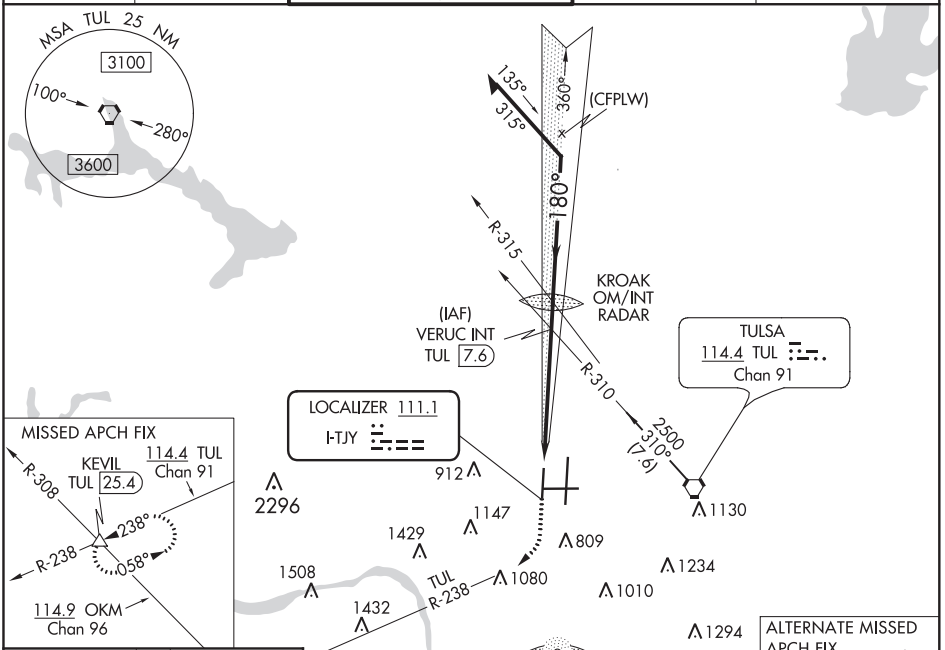 MSA TUL 25 NM
3100
100°
280°
3600
135°
315°
360°
(CFPLW)
x
180°
R-315
KROAK
OM/INT
RADAR
(IAF)
VERUC INT
TUL 7.6
R-310
TULSA
114.4 TUL
Chan 91
2500
310°
(7.6)
LOCALIZER 111.1
I-TJY
MISSED APCH FIX
KEVIL
TUL 25.4
114.4 TUL
Chan 91
R-308
238°
R-238
058°
114.9 OKM
Chan 96
2296
912
1130
1147
1429
809
1508
TUL
R-238
1080
1234
1010
1432
1294
ALTERNATE MISSED
APCH FIX